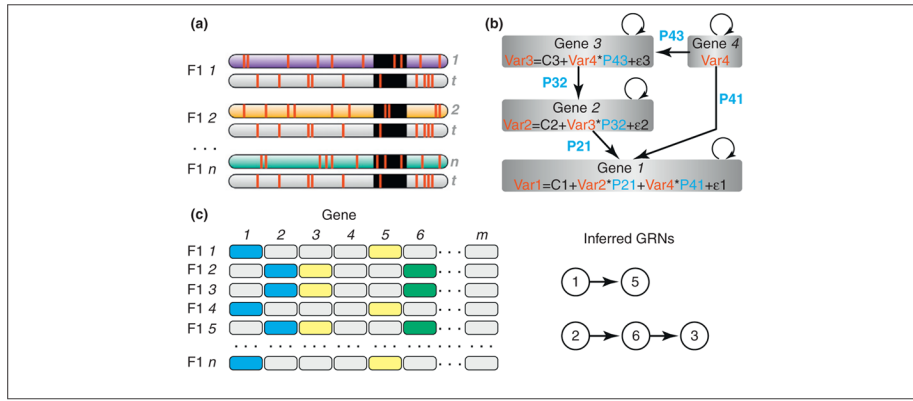 (a)
F1 1
1
t
F1 2
2
t
. . .
F1 n
n
t
(b)
Gene 3
Var3=C3+Var4*P43+ε3
P43
Gene 4
Var4
P32
P41
Gene 2
Var2=C2+Var3*P32+ε2
P21
Gene 1
Var1=C1+Var2*P21+Var4*P41+ε1
(c)
Gene
1 2 3 4 5 6 m
F1 1 . . .
F1 2 . . .
F1 3 . . .
F1 4 . . .
F1 5 . . .
. . . . . . . . . . . . . . . . . . . . . . . .
F1 n . . .
Inferred GRNs
1 5
2 6 3